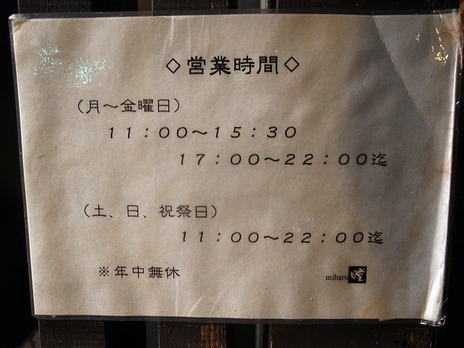 ◇営業時間◇
（月～金曜日）
１１：００～１５：３０
１７：００～２２：００迄
（土、日、祝祭日）
１１：００～２２：００迄
※年中無休
miharu